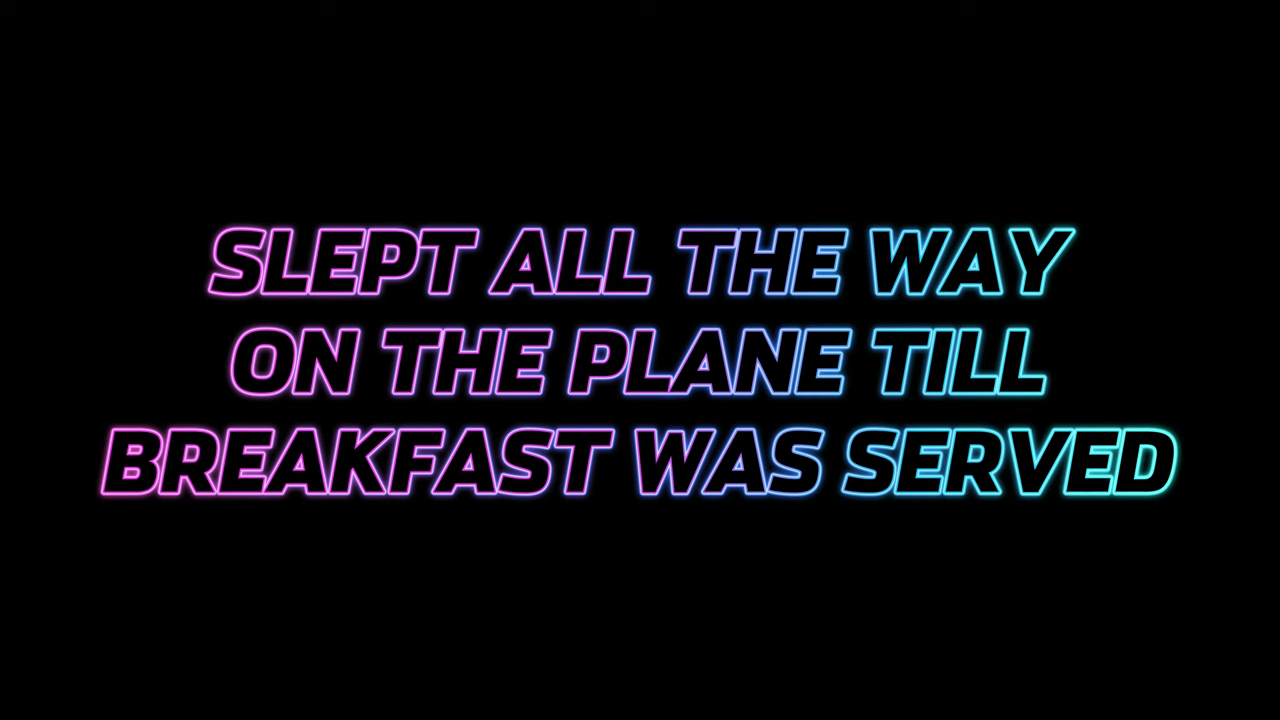 SLEPT ALL THE WAY
ON THE PLANE TILL
BREAKFAST WAS SERVED